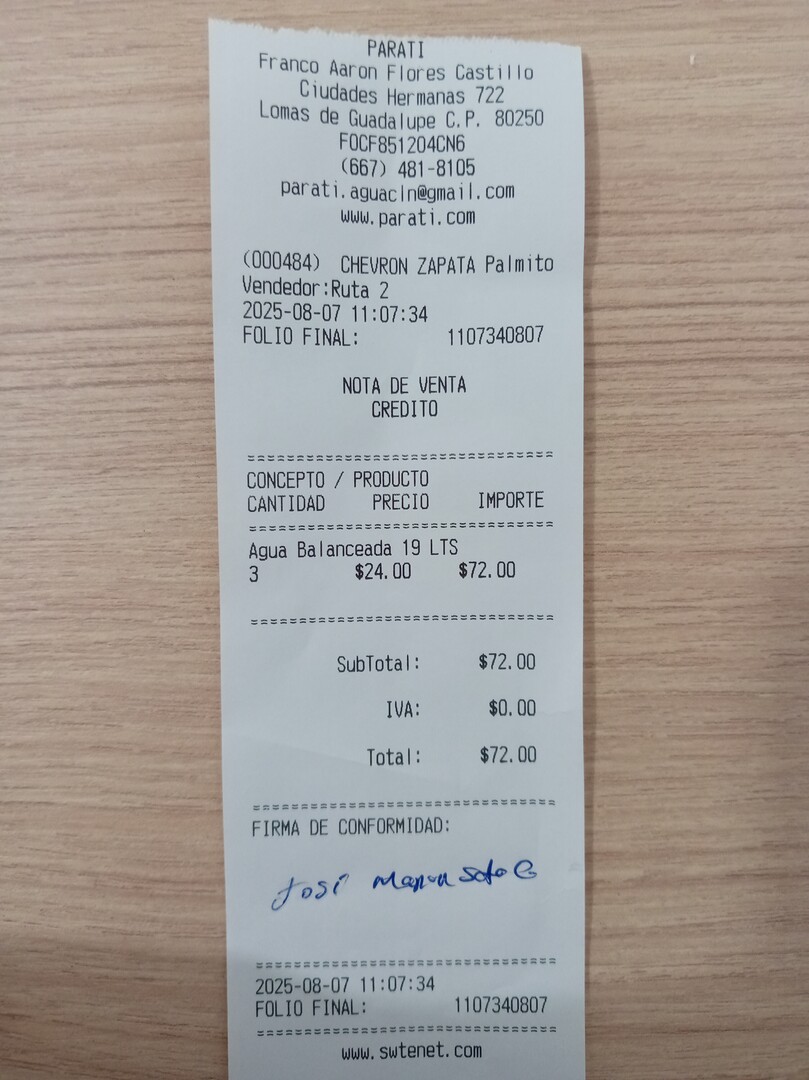 PARATI
Franco Aaron Flores Castillo
Ciudades Hermanas 722
Lomas de Guadalupe C.P. 80250
FOCF851204CN6
(667) 481-8105
parati.aguacln@gmail.com
www.parati.com
(000484) CHEVRON ZAPATA Palmito
Vendedor:Ruta 2
2025-08-07 11:07:34
FOLIO FINAL: 1107340807
NOTA DE VENTA
CREDITO
CONCEPTO / PRODUCTO
CANTIDAD PRECIO IMPORTE
Agua Balanceada 19 LTS
3 $24.00 $72.00
SubTotal: $72.00
IVA: $0.00
Total: $72.00
FIRMA DE CONFORMIDAD:
José
2025-08-07 11:07:34
FOLIO FINAL: 1107340807
www.swtenet.com